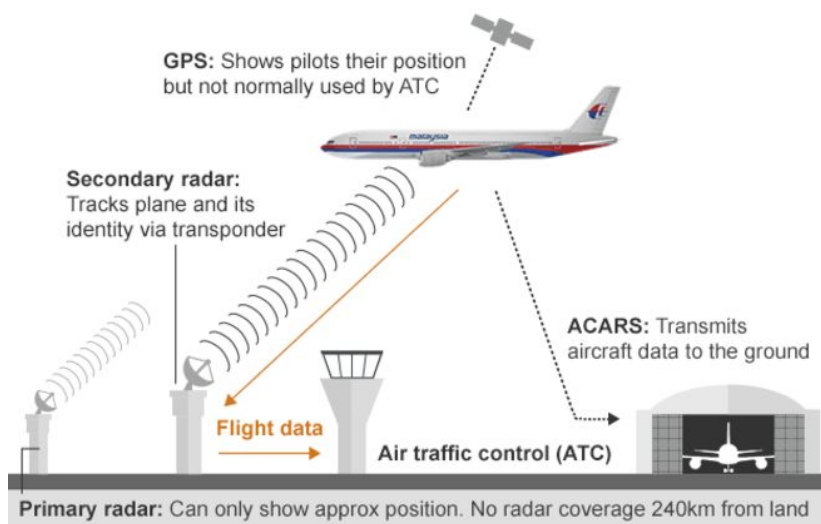 GPS: Shows pilots their position
but not normally used by ATC
malaysia
Secondary radar:
Tracks plane and its
identity via transponder
ACARS: Transmits
aircraft data to the ground
Flight data
Air traffic control (ATC)
Primary radar: Can only show approx position. No radar coverage 240km from land